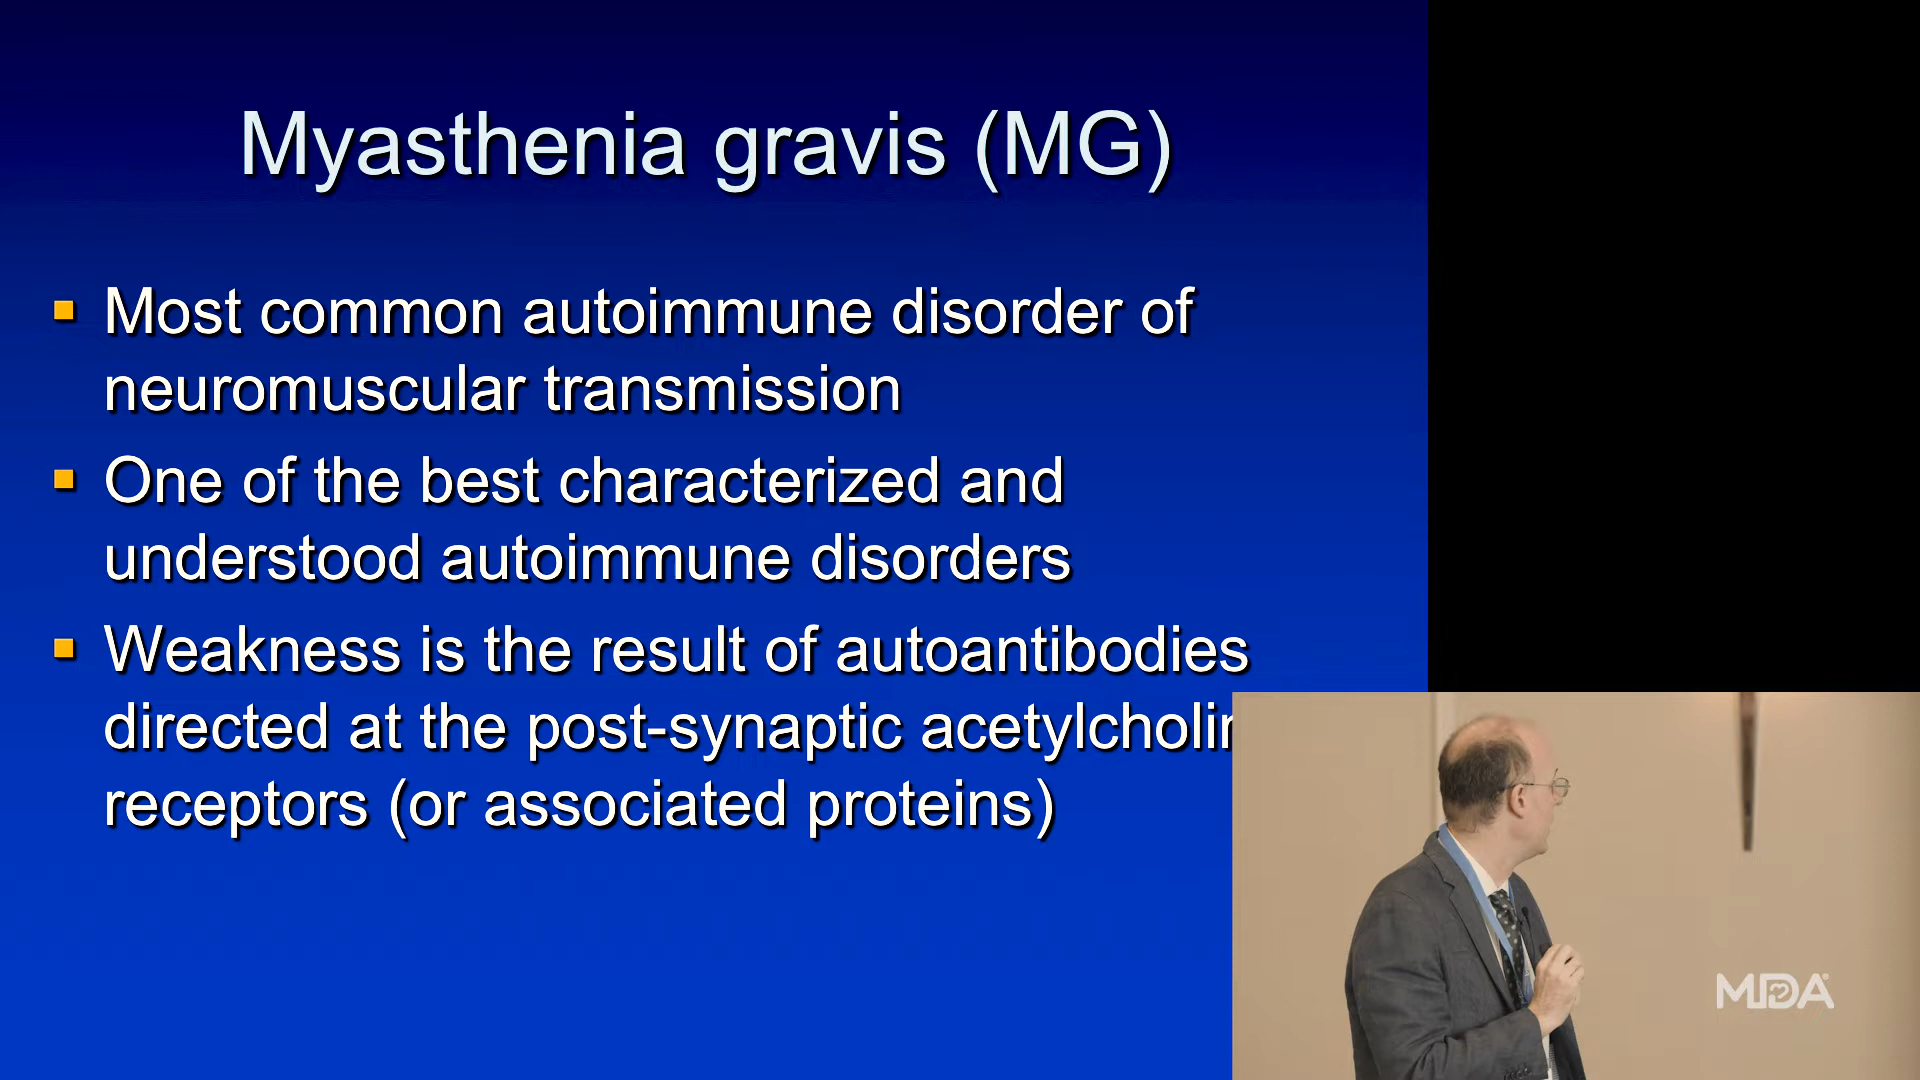 Myasthenia gravis (MG)
Most common autoimmune disorder of
neuromuscular transmission
One of the best characterized and
understood autoimmune disorders
Weakness is the result of autoantibodies
directed at the post-synaptic
receptors (or associated proteins)
MDA